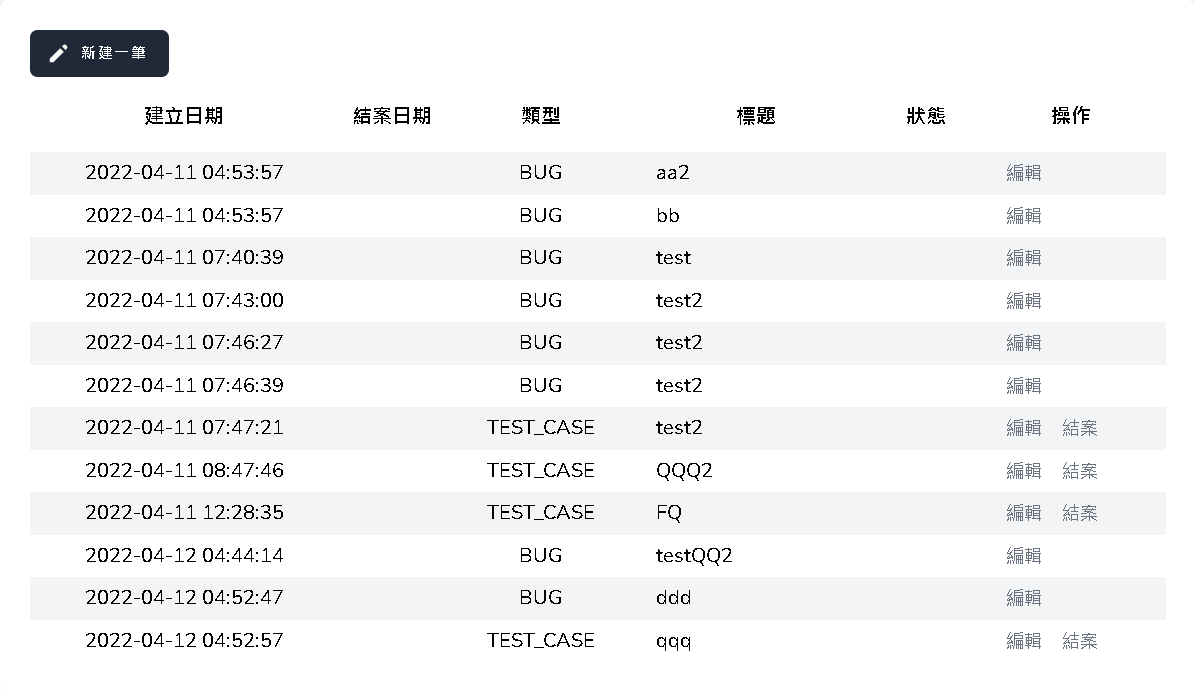 新建一筆
建立日期 結案日期 類型 標題 狀態 操作
2022-04-11 04:53:57 BUG aa2 編輯
2022-04-11 04:53:57 BUG bb 編輯
2022-04-11 07:40:39 BUG test 編輯
2022-04-11 07:43:00 BUG test2 編輯
2022-04-11 07:46:27 BUG test2 編輯
2022-04-11 07:46:39 BUG test2 編輯
2022-04-11 07:47:21 TEST_CASE test2 編輯 結案
2022-04-11 08:47:46 TEST_CASE QQQ2 編輯 結案
2022-04-11 12:28:35 TEST_CASE FQ 編輯 結案
2022-04-12 04:44:14 BUG testQQ2 編輯
2022-04-12 04:52:47 BUG ddd 編輯
2022-04-12 04:52:57 TEST_CASE qqq 編輯 結案